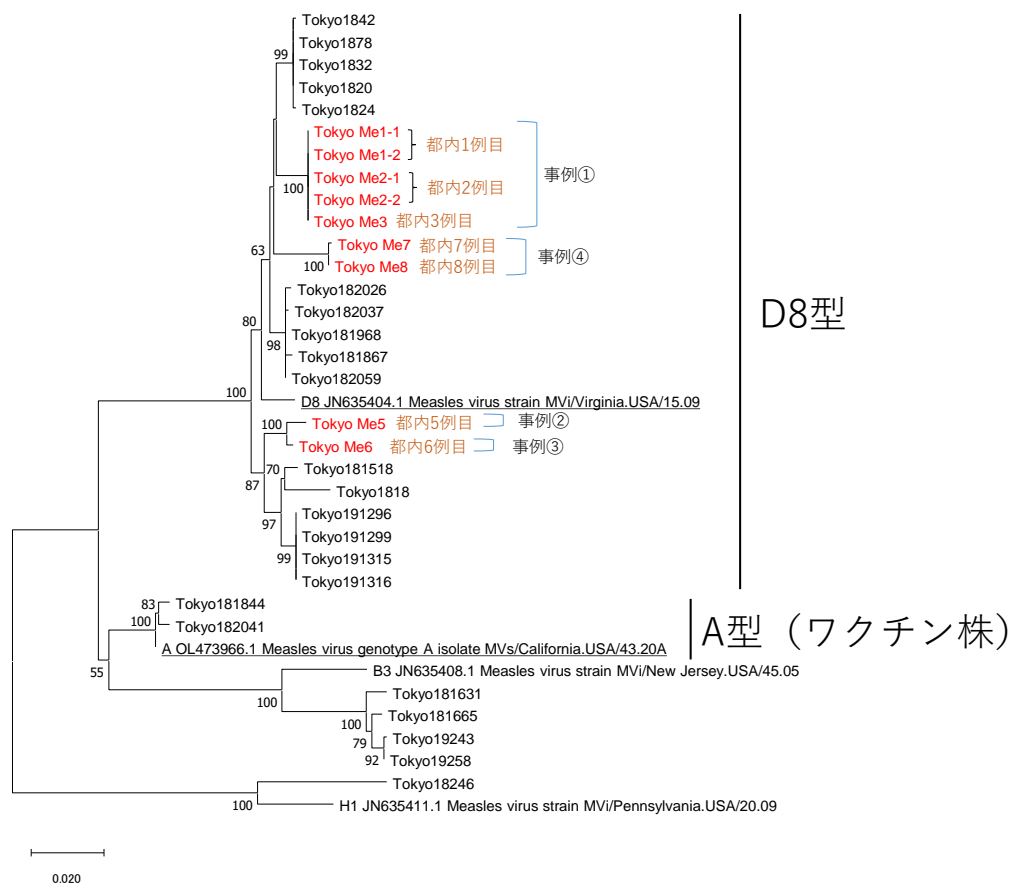 Tokyo1842
Tokyo1878
99
Tokyo1832
Tokyo1820
Tokyo1824
Tokyo Me1-1
都内1例目
Tokyo Me1-2
事例①
Tokyo Me2-1
100
都内2例目
Tokyo Me2-2
Tokyo Me3 都内3例目
Tokyo Me7 都内7例目
63
事例④
100
Tokyo Me8 都内8例目
Tokyo182026
Tokyo182037
D8型
80
Tokyo181968
98
Tokyo181867
Tokyo182059
100
D8 JN635404.1 Measles virus strain MVi/Virginia.USA/15.09
100
Tokyo Me5 都内5例目 事例②
Tokyo Me6 都内6例目 事例③
70
Tokyo181518
87
Tokyo1818
Tokyo191296
97
Tokyo191299
99
Tokyo191315
Tokyo191316
83
Tokyo181844
100
Tokyo182041
A型（ワクチン株）
A OL473966.1 Measles virus genotype A isolate MVs/California.USA/43.20A
55
B3 JN635408.1 Measles virus strain MVi/New Jersey.USA/45.05
100
Tokyo181631
100
Tokyo181665
79
Tokyo19243
92
Tokyo19258
Tokyo18246
100
H1 JN635411.1 Measles virus strain MVi/Pennsylvania.USA/20.09
0.020